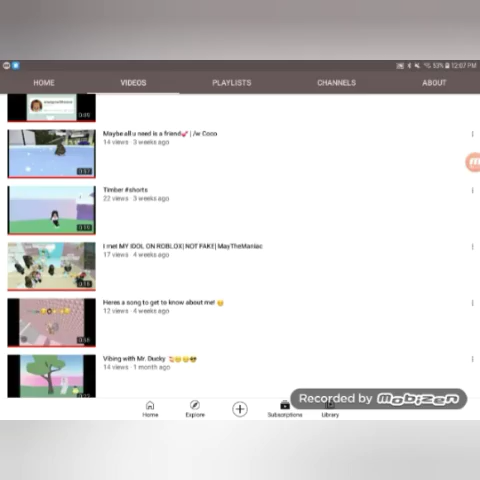 53% 12:07 PM
HOME VIDEOS PLAYLISTS CHANNELS ABOUT
Maybe all u need is a friend💕 | /w Coco
14 views · 3 weeks ago
Timber #shorts
22 views · 3 weeks ago
I met MY IDOL ON ROBLOX| NOT FAKE| MayTheManiac
17 views · 4 weeks ago
Heres a song to get to know about me!
12 views · 4 weeks ago
Vibing with Mr. Ducky
14 views · 1 month ago
Home Explore Subscriptions Library
Recorded by Mobizen